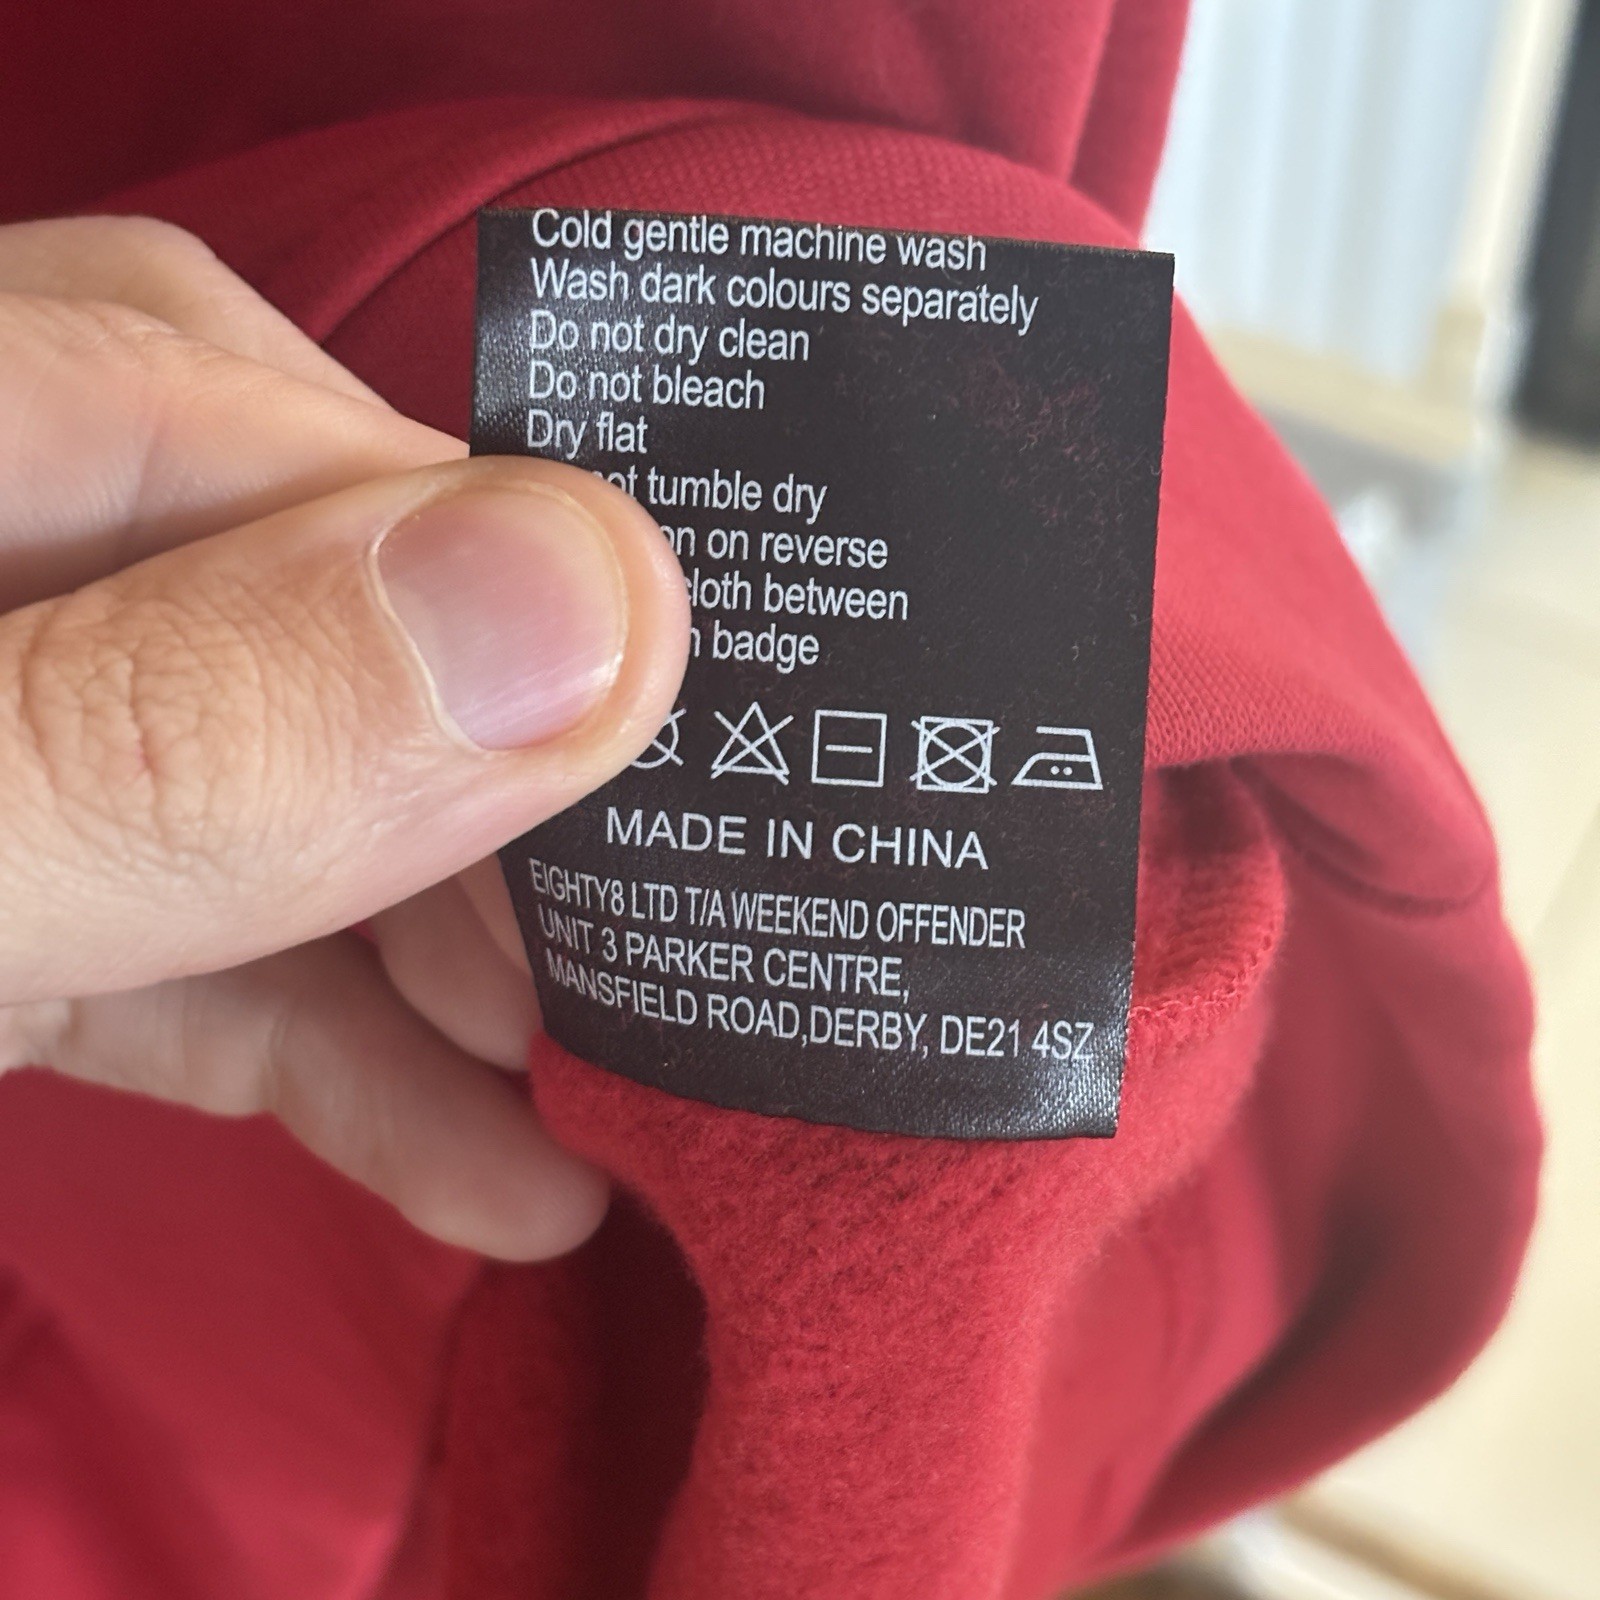 Cold gentle machine wash
Wash dark colours separately
Do not dry clean
Do not bleach
Dry flat
tumble dry
on reverse
cloth between
badge
MADE IN CHINA
EIGHTY8 LTD T/A WEEKEND OFFENDER
UNIT 3 PARKER CENTRE,
MANSFIELD ROAD,DERBY, DE21 4SZ